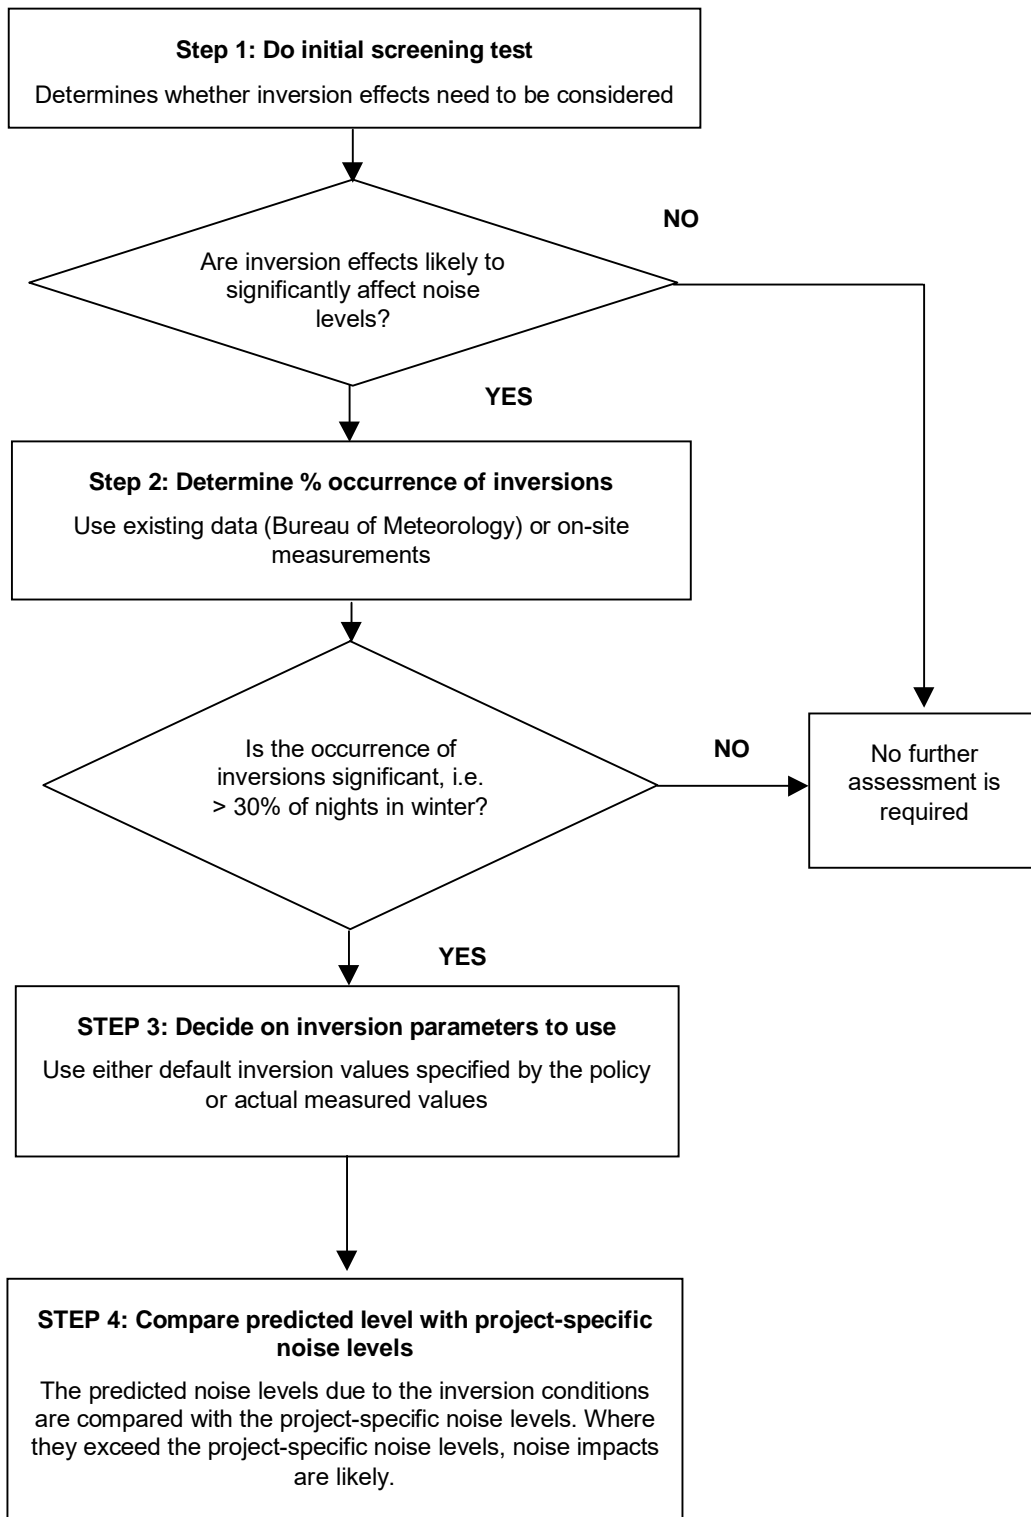 Step 1: Do initial screening test
Determines whether inversion effects need to be considered
NO
Are inversion effects likely to
significantly affect noise
levels?
YES
Step 2: Determine % occurrence of inversions
Use existing data (Bureau of Meteorology) or on-site
measurements
Is the occurrence of
inversions significant, i.e.
> 30% of nights in winter?
NO
No further
assessment is
required
YES
STEP 3: Decide on inversion parameters to use
Use either default inversion values specified by the policy
or actual measured values
STEP 4: Compare predicted level with project-specific
noise levels
The predicted noise levels due to the inversion conditions
are compared with the project-specific noise levels. Where
they exceed the project-specific noise levels, noise impacts
are likely.